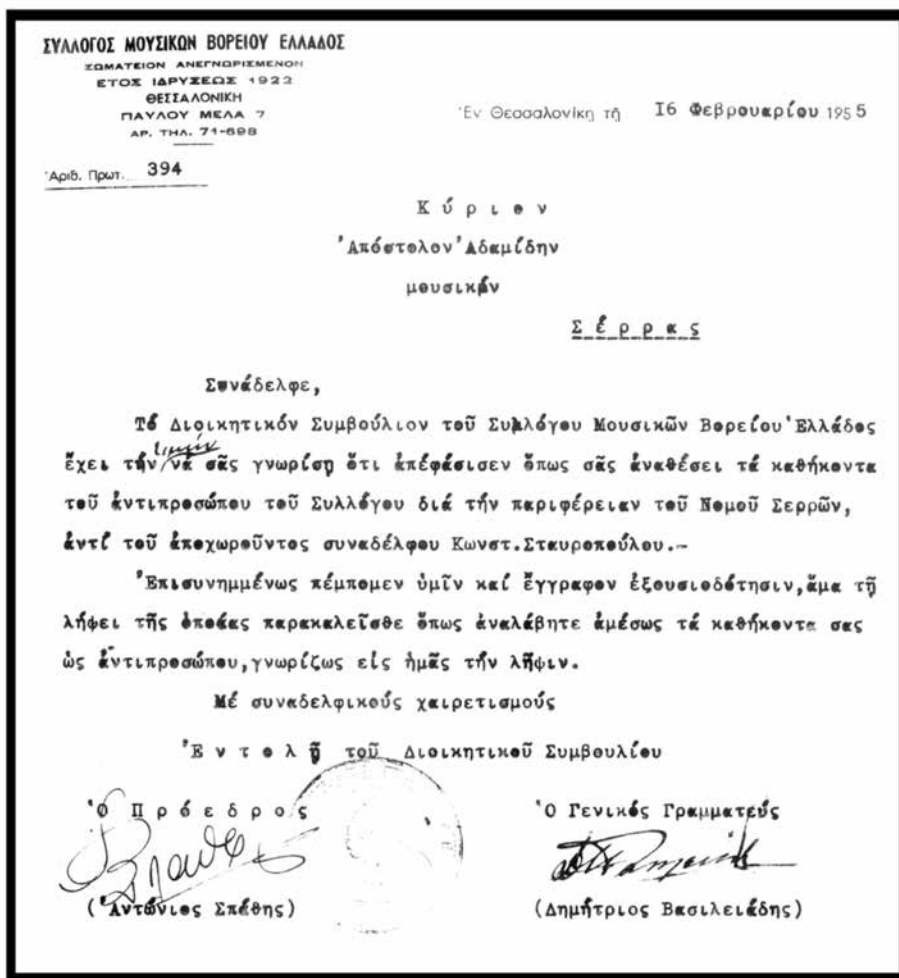 ΣΥΛΛΟΓΟΣ ΜΟΥΣΙΚΩΝ ΒΟΡΕΙΟΥ ΕΛΛΑΔΟΣ
ΣΩΜΑΤΕΙΟΝ ΑΝΕΓΝΩΡΙΣΜΕΝΟΝ
ΕΤΟΣ ΙΔΡΥΣΕΩΣ 1922
ΘΕΣΣΑΛΟΝΙΚΗ
ΠΑΥΛΟΥ ΜΕΛΑ 7
ΑΡ. ΤΗΛ. 71-698
Ἐν Θεσσαλονίκῃ τῇ 16 Φεβρουαρίου 1955
Ἀριθ. Πρωτ. 394
Κύριον
Ἀπόστολον Ἀδαμίδην
μουσικόν
Σέρρας
Συνάδελφε,
Τό Διοικητικόν Συμβούλιον τοῦ Συλλόγου Μουσικῶν Βορείου Ἑλλάδος
ἔχει τήν τιμήν νά σᾶς γνωρίσῃ ὅτι ἀπέφάσισεν ὅπως σᾶς ἀναθέσει τά καθήκοντα
τοῦ ἀντιπροσώπου τοῦ Συλλόγου διά τήν περιφέρειαν τοῦ Νομοῦ Σερρῶν,
ἀντί τοῦ ἀποχωροῦντος συναδέλφου Κωνστ.Σταυροπούλου.-
Ἐπισυνημμένως πέμπομεν ὑμῖν καί ἔγγραφον ἐξουσιοδότησιν,ἅμα τῇ
λήψει τῆς ὁποίας παρακαλεῖσθε ὅπως ἀναλάβητε ἀμέσως τά καθήκοντα σας
ὡς ἀντιπροσώπου,γνωρίζως εἰς ἡμᾶς τήν λῆψιν.
Μέ συναδελφικούς χαιρετισμούς
Ἐντολῇ τοῦ Διοικητικοῦ Συμβουλίου
Ὁ Πρόεδρος
Ὁ Γενικός Γραμματεύς
(Ἀντώνιος Σπάθης)
(Δημήτριος Βασιλειάδης)